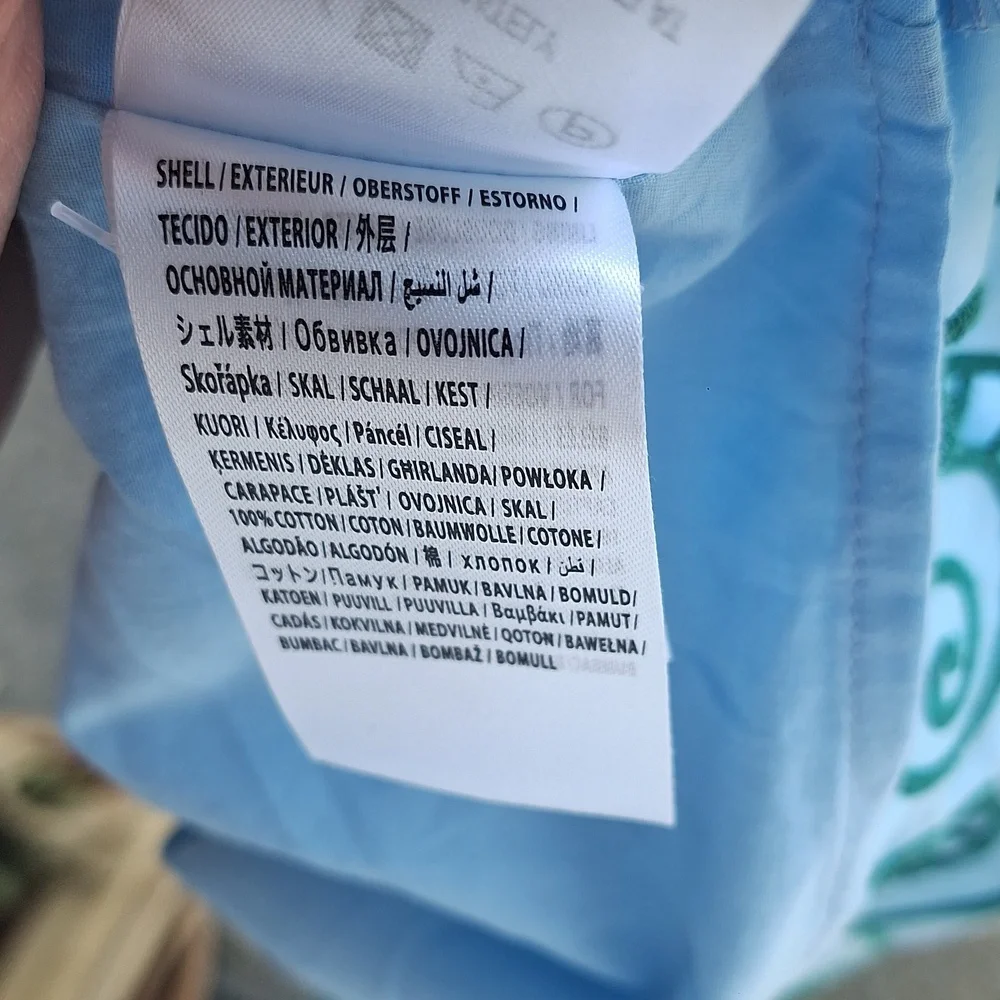 SHELL / EXTERIEUR / OBERSTOFF / ESTORNO /
TECIDO / EXTERIOR / 外层 /
ОСНОВНОЙ МАТЕРИАЛ / شل النسيج /
シェル素材 / Обвивка / OVOJNICA /
Skořápka / SKAL / SCHAAL / KEST /
KUORI / Κέλυφος / Páncél / CISEAL /
ĶERMENIS / DĖKLAS / GĦIRLANDA / POWŁOKA /
CARAPACE / PLÁŠŤ / OVOJNICA / SKAL /
100% COTTON / COTON / BAUMWOLLE / COTONE /
ALGODÃO / ALGODÓN / 棉 / хлопок / قطن /
コットン / Памук / PAMUK / BAVLNA / BOMULD /
KATOEN / PUUVILL / PUUVILLA / Βαμβάκι / PAMUT /
CADÁS / KOKVILNA / MEDVILNĖ / QOTON / BAWEŁNA /
BUMBAC / BAVLNA / BOMBAŽ / BOMULL